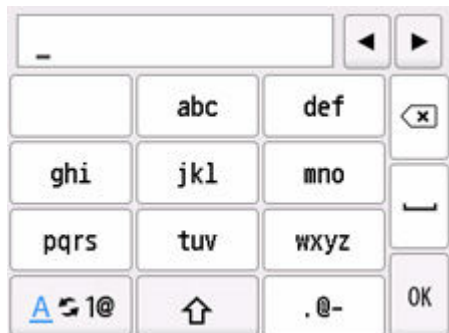 _
abc def
ghi jkl mno
pqrs tuv wxyz
A 1@ .@- OK